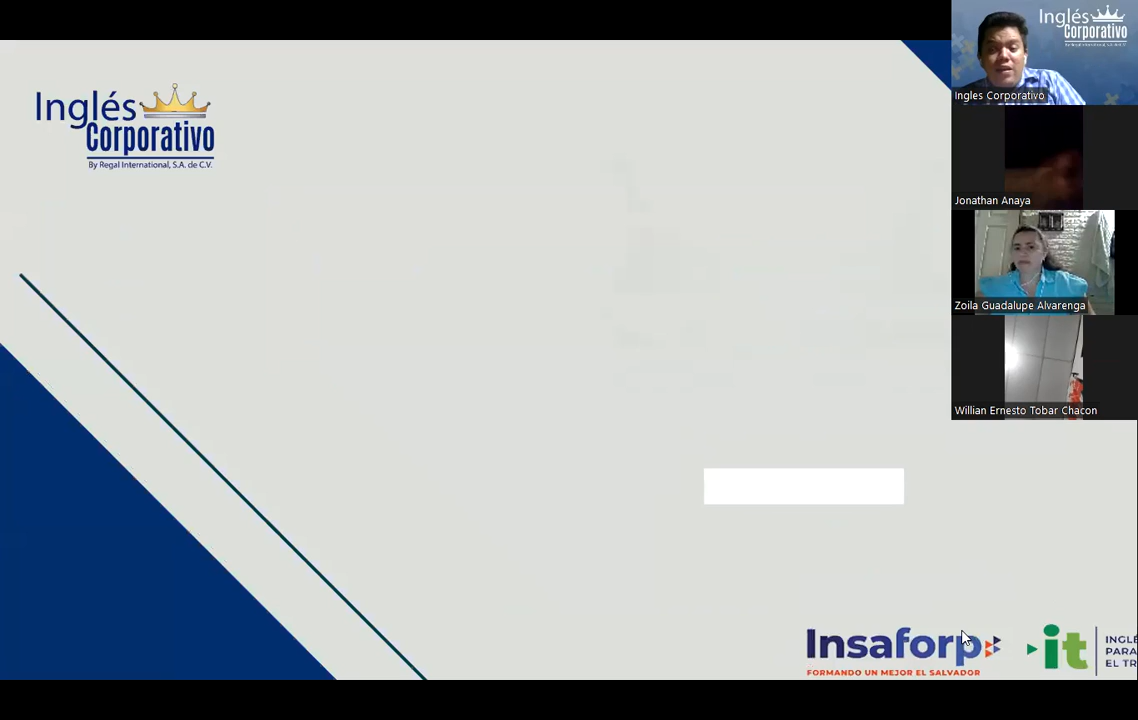 Inglés
Corporativo
By Regal International, S.A. de C.V.
Inglés
Corporativo
Ingles Corporativo
Jonathan Anaya
Zoila Guadalupe Alvarenga
Willian Ernesto Tobar Chacon
Insaforp
FORMANDO UN MEJOR EL SALVADOR
it
INGLÉ
PARA
EL TR